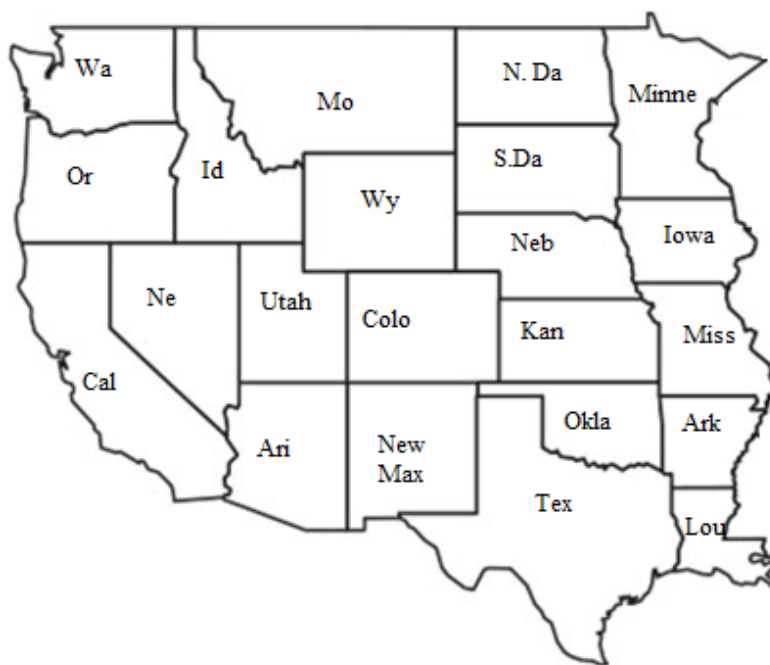 Wa
Mo
N. Da
Minne
Or
Id
S.Da
Wy
Neb
Iowa
Ne
Utah
Colo
Kan
Miss
Cal
Ari
New
Max
Okla
Ark
Tex
Lou